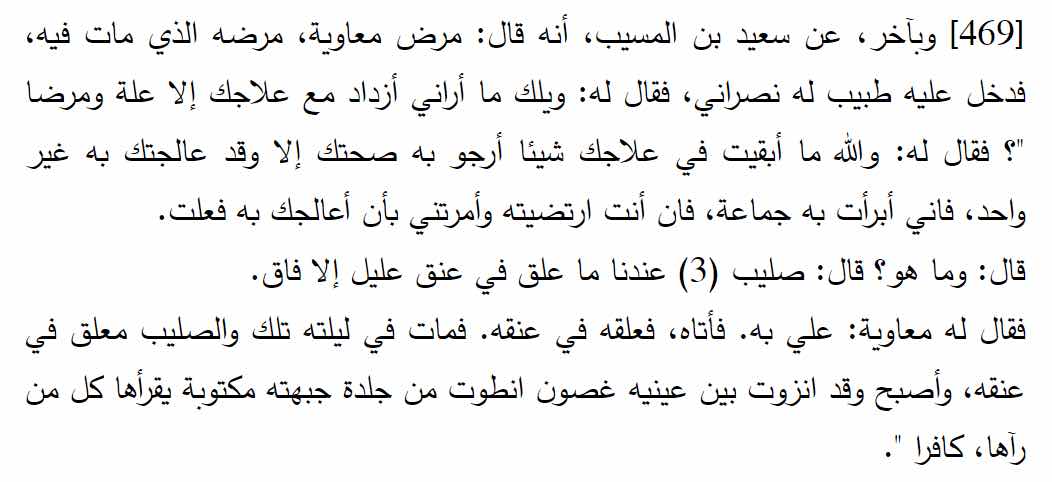 [469] وبآخر، عن سعيد بن المسيب، أنه قال: مرض معاوية، مرضه الذي مات فيه،
فدخل عليه طبيب له نصراني، فقال له: ويلك ما أراني أزداد مع علاجك إلا علة ومرضا
"؟ فقال له: والله ما أبقيت في علاجك شيئا أرجو به صحتك إلا وقد عالجتك به غير
واحد، فاني أبرأت به جماعة، فان أنت ارتضيته وأمرتني بأن أعالجك به فعلت.
قال: وما هو؟ قال: صليب (3) عندنا ما علق في عنق عليل إلا فاق.
فقال له معاوية: علي به. فأتاه، فعلقه في عنقه. فمات في ليلته تلك والصليب معلق في
عنقه، وأصبح وقد انزوت بين عينيه غصون انطوت من جلدة جبهته مكتوبة يقرأها كل من
رآها، كافرا ".